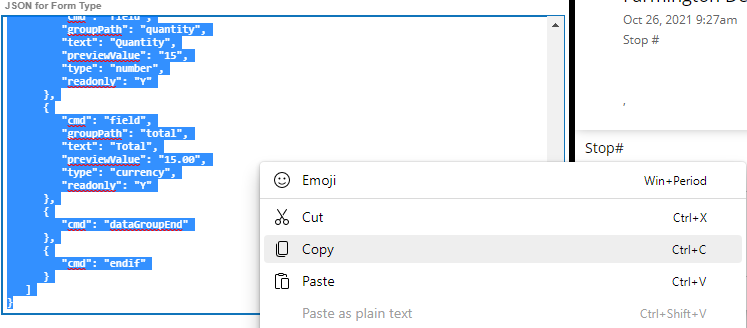 JSON for Form Type
"cmd": "field",
"groupPath": "quantity",
"text": "Quantity",
"previewValue": "15",
"type": "number",
"readonly": "Y"
},
{
"cmd": "field",
"groupPath": "total",
"text": "Total",
"previewValue": "15.00",
"type": "currency",
"readonly": "Y"
},
{
"cmd": "dataGroupEnd"
},
{
"cmd": "endif"
}
]
}
Oct 26, 2021 9:27am
Stop #
,
Stop#
Emoji Win+Period
Cut Ctrl+X
Copy Ctrl+C
Paste Ctrl+V
Paste as plain text Ctrl+Shift+V